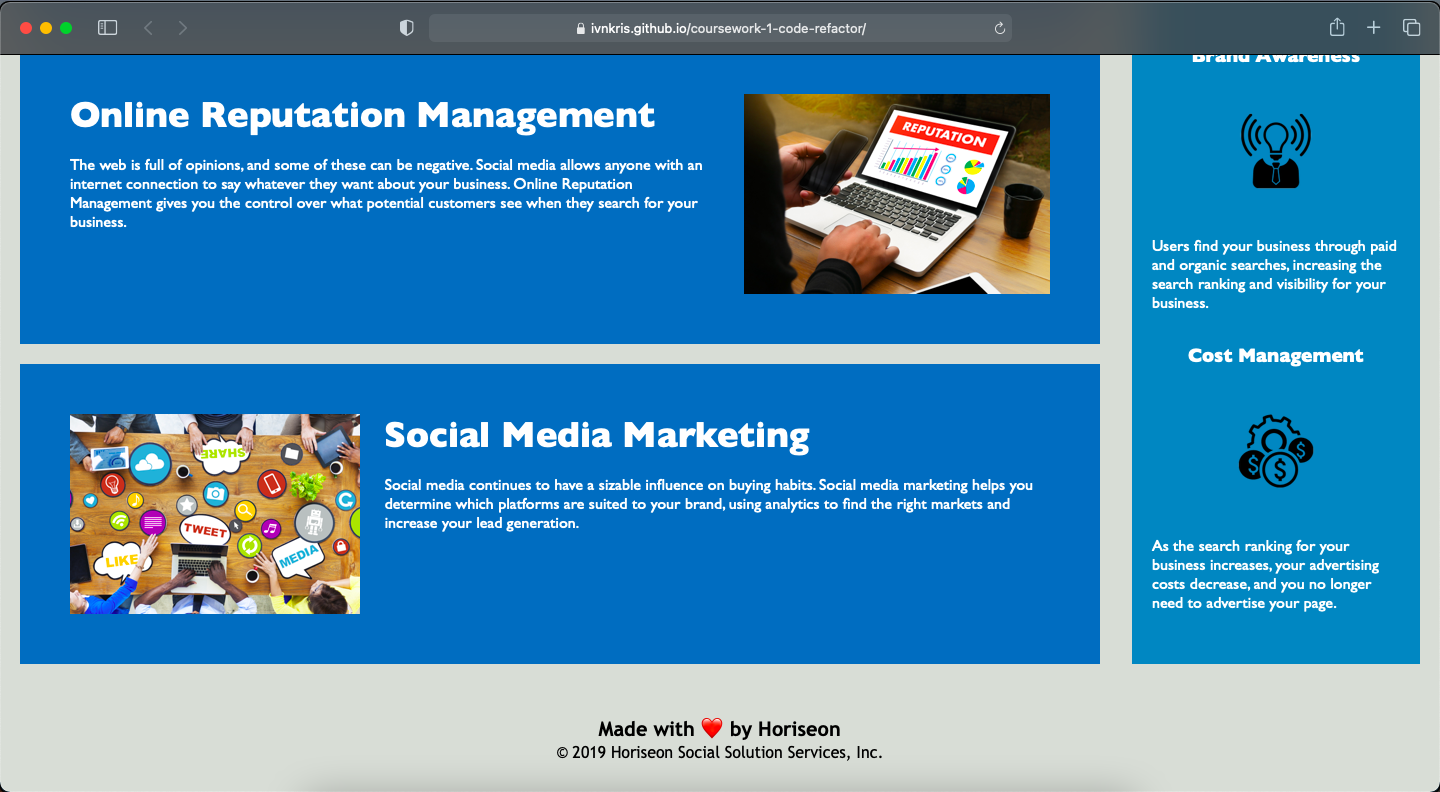 ivnkris.github.io/coursework-1-code-refactor/
Online Reputation Management
The web is full of opinions, and some of these can be negative. Social media allows anyone with an
internet connection to say whatever they want about your business. Online Reputation
Management gives you the control over what potential customers see when they search for your
business.
REPUTATION
Social Media Marketing
Social media continues to have a sizable influence on buying habits. Social media marketing helps you
determine which platforms are suited to your brand, using analytics to find the right markets and
increase your lead generation.
SHARE
TWEET
LIKE
MEDIA
Brand Awareness
Users find your business through paid
and organic searches, increasing the
search ranking and visibility for your
business.
Cost Management
$
$
$
As the search ranking for your
business increases, your advertising
costs decrease, and you no longer
need to advertise your page.
Made with ❤️ by Horiseon
© 2019 Horiseon Social Solution Services, Inc.